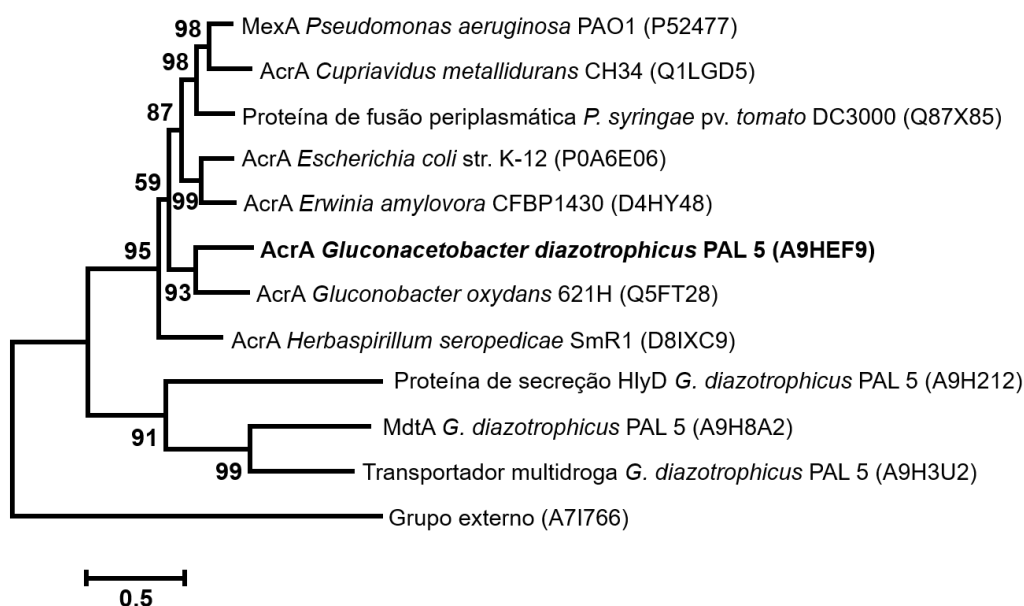 98
MexA Pseudomonas aeruginosa PAO1 (P52477)
98
AcrA Cupriavidus metallidurans CH34 (Q1LGD5)
87
Proteína de fusão periplasmática P. syringae pv. tomato DC3000 (Q87X85)
AcrA Escherichia coli str. K-12 (P0A6E06)
59
99
AcrA Erwinia amylovora CFBP1430 (D4HY48)
95
AcrA Gluconacetobacter diazotrophicus PAL 5 (A9HEF9)
93
AcrA Gluconobacter oxydans 621H (Q5FT28)
AcrA Herbaspirillum seropedicae SmR1 (D8IXC9)
Proteína de secreção HlyD G. diazotrophicus PAL 5 (A9H212)
91
MdtA G. diazotrophicus PAL 5 (A9H8A2)
99
Transportador multidroga G. diazotrophicus PAL 5 (A9H3U2)
Grupo externo (A7I766)
0.5